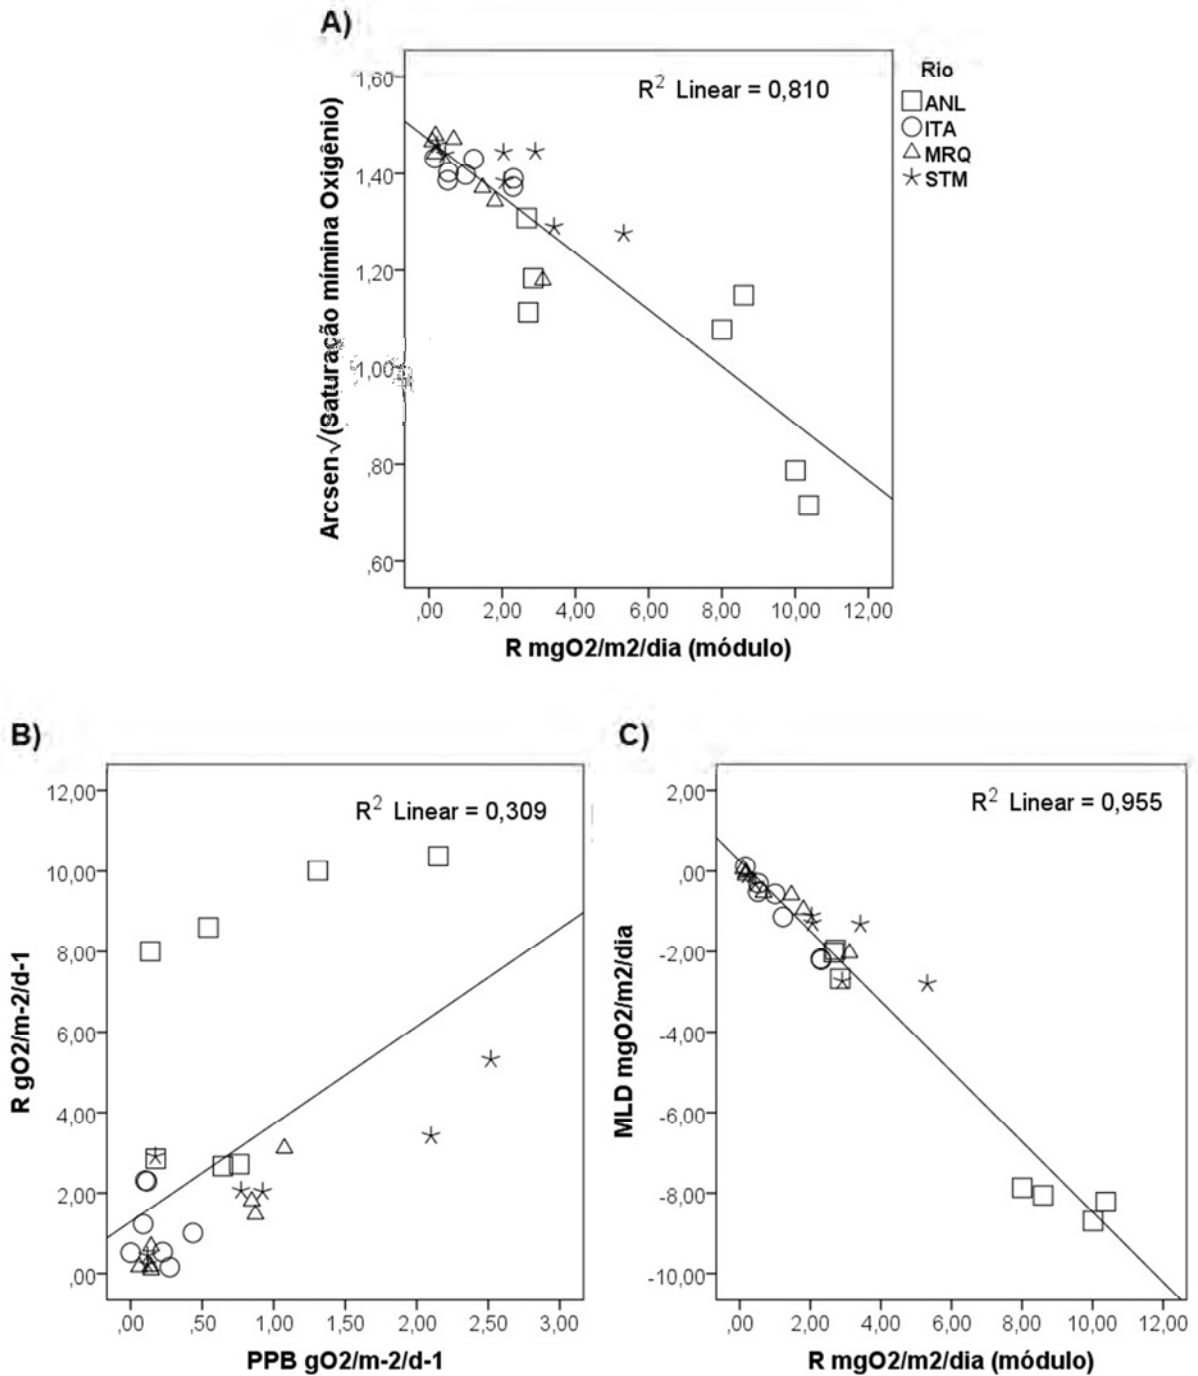 A)
R² Linear = 0,810
Rio
ANL
ITA
MRQ
STM
Arcsen√(Saturação mímina Oxigênio)
1,60
1,40
1,20
1,00
,80
,60
,00 2,00 4,00 6,00 8,00 10,00 12,00
R mgO2/m2/dia (módulo)
B)
R² Linear = 0,309
R gO2/m-2/d-1
12,00
10,00
8,00
6,00
4,00
2,00
,00
,00 ,50 1,00 1,50 2,00 2,50 3,00
PPB gO2/m-2/d-1
C)
R² Linear = 0,955
MLD mgO2/m2/dia
2,00
,00
-2,00
-4,00
-6,00
-8,00
-10,00
,00 2,00 4,00 6,00 8,00 10,00 12,00
R mgO2/m2/dia (módulo)